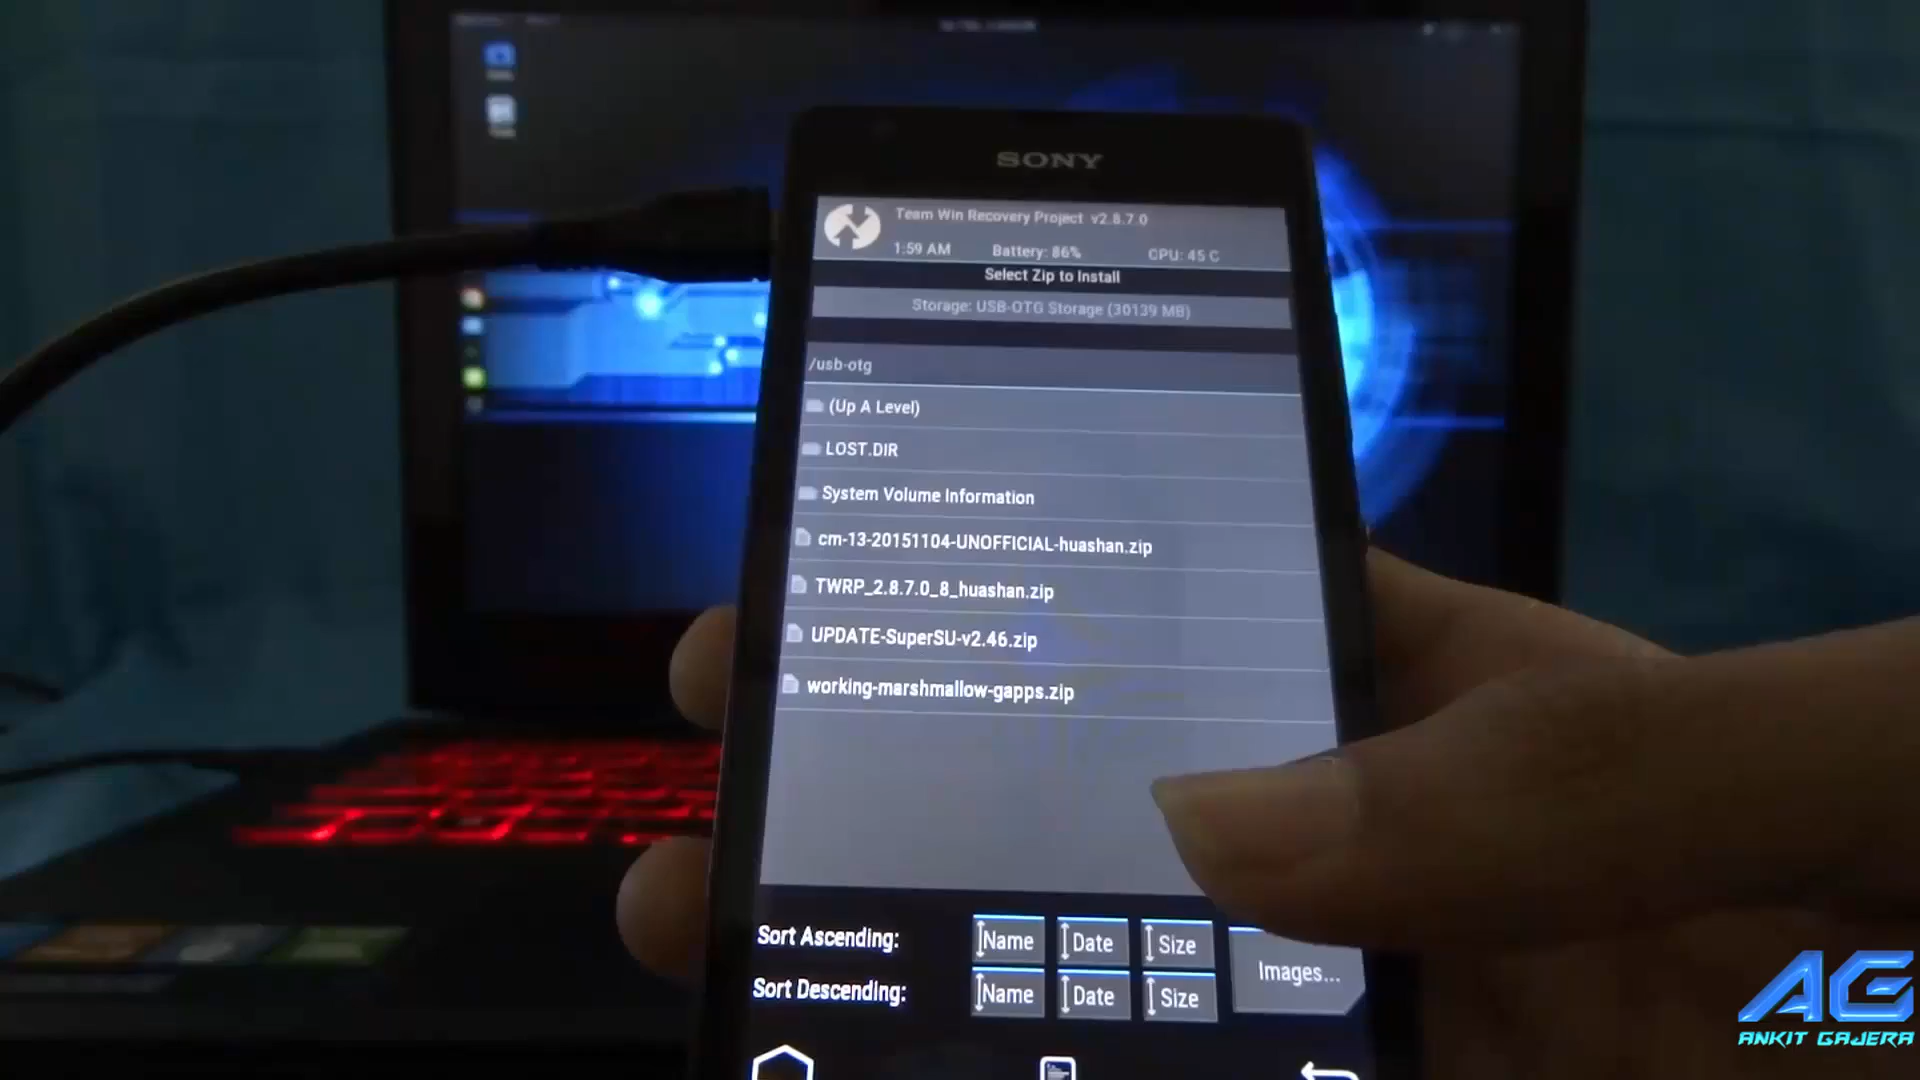 SONY
Team Win Recovery Project v2.8.7.0
1:59 AM Battery: 86% CPU: 45 C
Select Zip to Install
Storage: USB-OTG Storage (30139 MB)
/usb-otg
(Up A Level)
LOST.DIR
System Volume Information
cm-13-20151104-UNOFFICIAL-huashan.zip
TWRP_2.8.7.0_8_huashan.zip
UPDATE-SuperSU-v2.46.zip
working-marshmallow-gapps.zip
Sort Ascending: Name Date Size
Images...
Sort Descending: Name Date Size
AG
ANKIT GAJERA